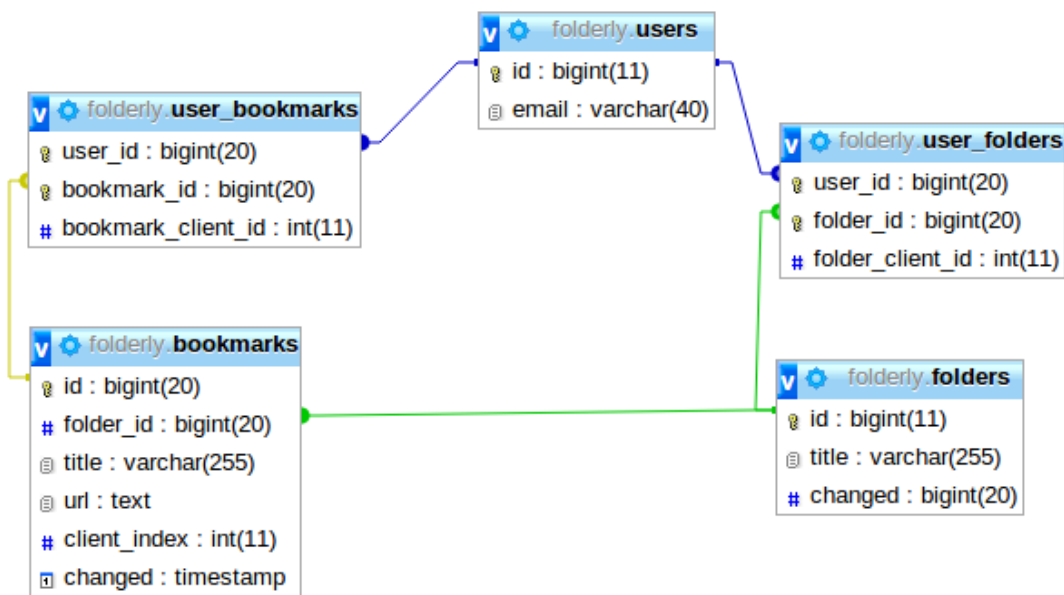 folderly.users
id : bigint(11)
email : varchar(40)
v folderly.user_bookmarks
user_id : bigint(20)
bookmark_id : bigint(20)
# bookmark_client_id : int(11)
v folderly.user_folders
user_id : bigint(20)
folder_id : bigint(20)
# folder_client_id : int(11)
v folderly.bookmarks
id : bigint(20)
# folder_id : bigint(20)
title : varchar(255)
url : text
# client_index : int(11)
changed : timestamp
v folderly.folders
id : bigint(11)
title : varchar(255)
# changed : bigint(20)